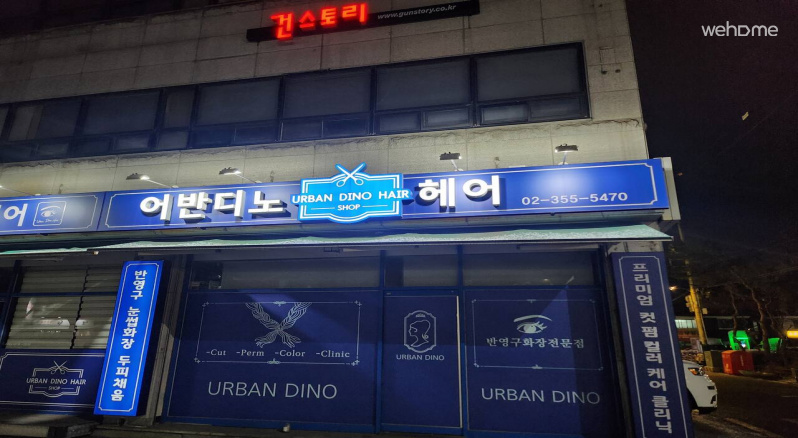 건스토리
www.gunstory.co.kr
wehome
어
어반디노
URBAN DINO HAIR
SHOP
헤어
02-355-5470
반영구 눈썹화장 두피채움
-Cut -Perm -Color -Clinic
URBAN DINO
URBAN DINO
반영구화장전문점
URBAN DINO
URBAN DINO HAIR
SHOP
프리미엄 컷 펌 컬러 케어 클리닉